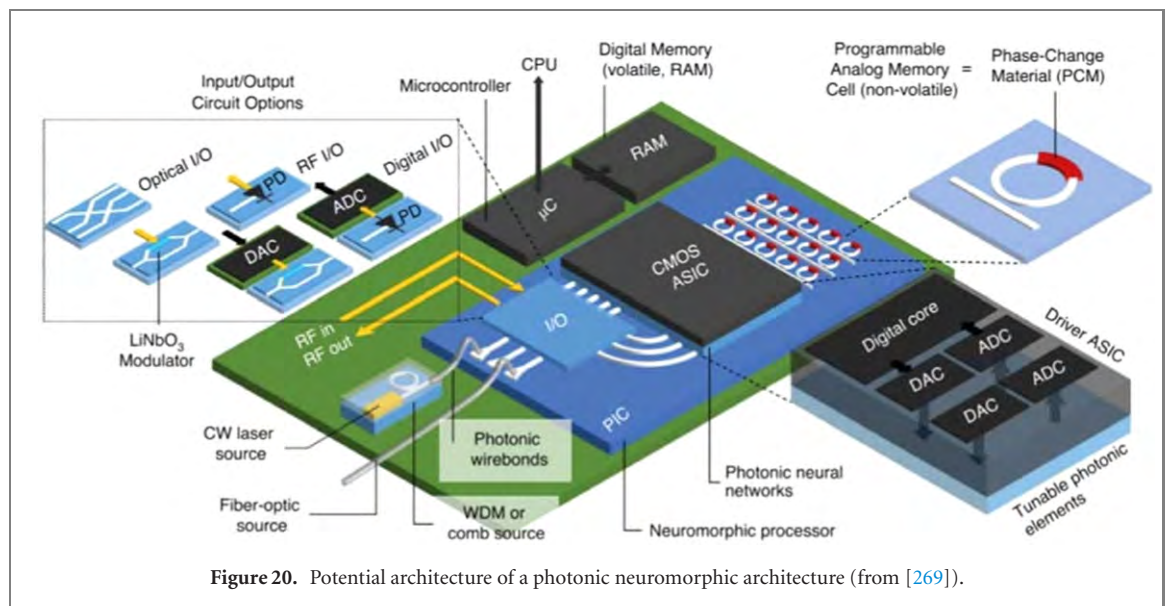 Input/Output
Circuit Options
Optical I/O
RF I/O
Digital I/O
PD
ADC
PD
DAC
LiNbO3
Modulator
Microcontroller
CPU
Digital Memory
(volatile, RAM)
Programmable
Analog Memory
Cell (non-volatile)
=
Phase-Change
Material (PCM)
RAM
μC
CMOS
ASIC
I/O
RF in
RF out
PIC
CW laser
source
Fiber-optic
source
Photonic
wirebonds
WDM or
comb source
Photonic neural
networks
Neuromorphic processor
Digital core
Driver ASIC
ADC
DAC
ADC
DAC
Tunable photonic
elements
Figure 20. Potential architecture of a photonic neuromorphic architecture (from [269]).